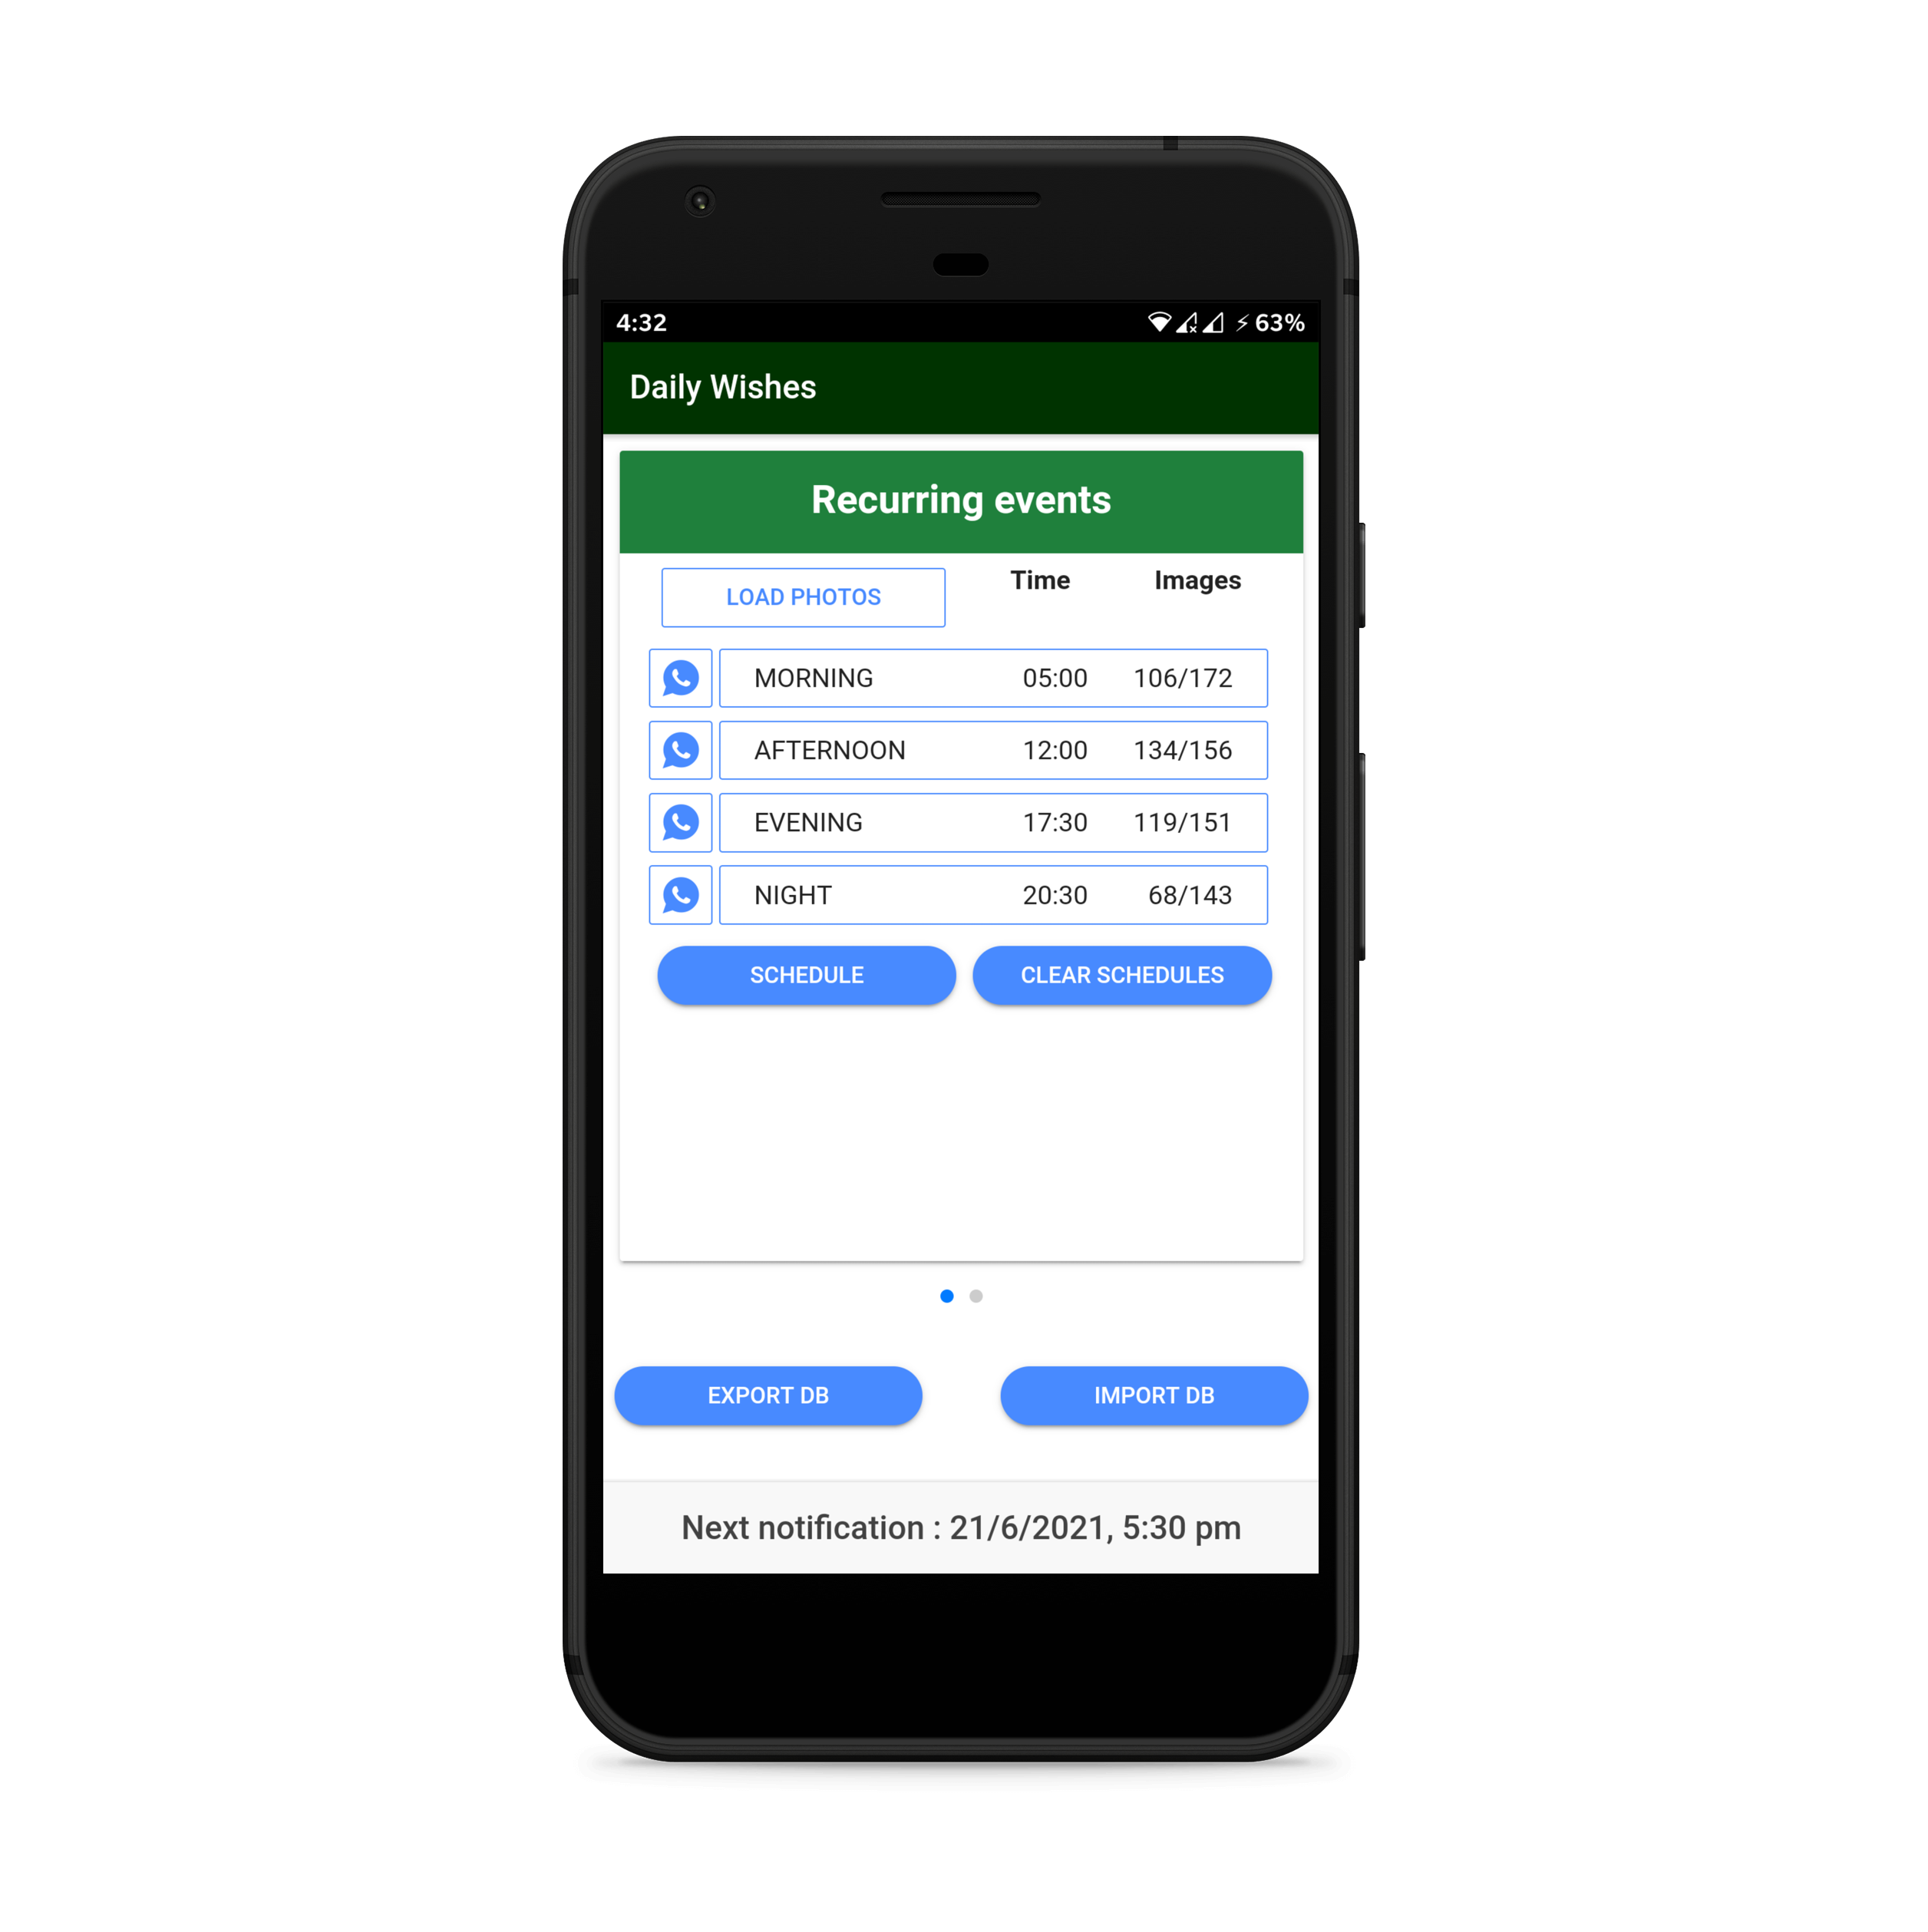 4:32 63%
Daily Wishes
Recurring events
LOAD PHOTOS Time Images
MORNING 05:00 106/172
AFTERNOON 12:00 134/156
EVENING 17:30 119/151
NIGHT 20:30 68/143
SCHEDULE CLEAR SCHEDULES
EXPORT DB IMPORT DB
Next notification : 21/6/2021, 5:30 pm